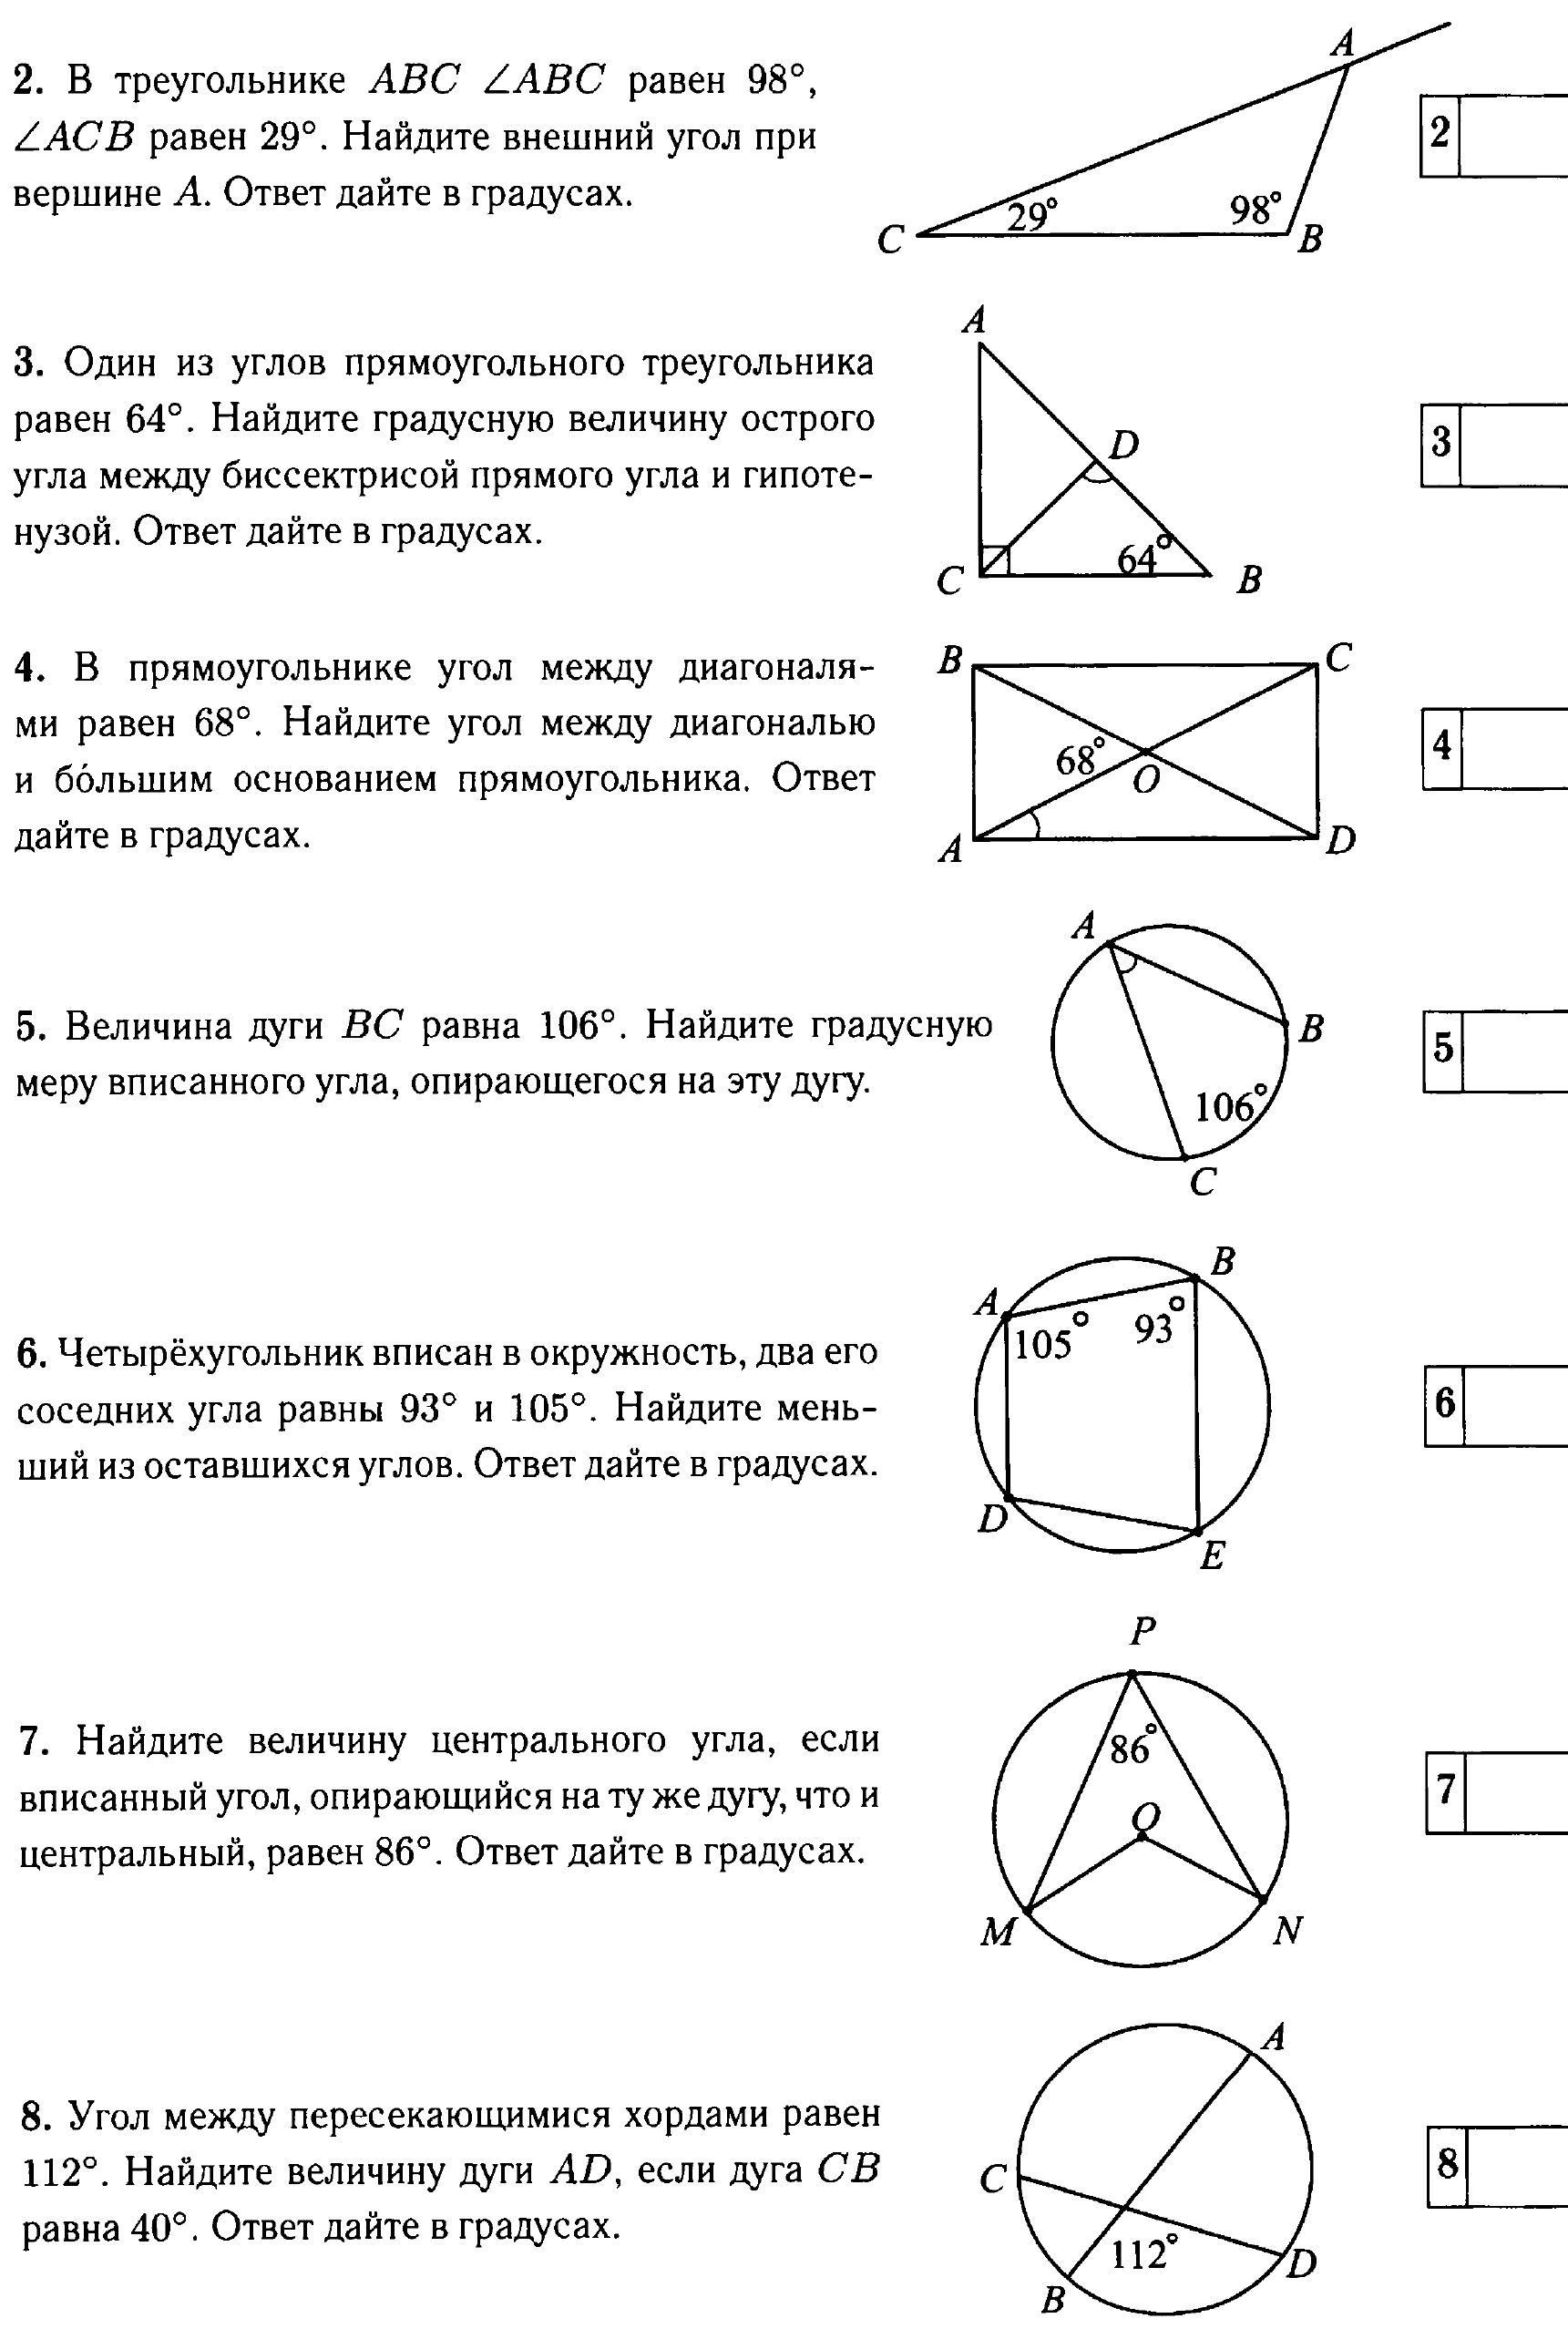 2. В треугольнике ABC ∠ABC равен 98°,
∠ACB равен 29°. Найдите внешний угол при
вершине A. Ответ дайте в градусах.
A
29°
98°
C
B
2
3. Один из углов прямоугольного треугольника
равен 64°. Найдите градусную величину острого
угла между биссектрисой прямого угла и гипоте-
нузой. Ответ дайте в градусах.
A
D
64°
C
B
3
4. В прямоугольнике угол между диагоналя-
ми равен 68°. Найдите угол между диагональю
и бо́льшим основанием прямоугольника. Ответ
дайте в градусах.
B
C
68°
O
A
D
4
5. Величина дуги BC равна 106°. Найдите градусную
меру вписанного угла, опирающегося на эту дугу.
A
B
106°
C
5
6. Четырёхугольник вписан в окружность, два его
соседних угла равны 93° и 105°. Найдите мень-
ший из оставшихся углов. Ответ дайте в градусах.
B
A
105°
93°
D
E
6
7. Найдите величину центрального угла, если
вписанный угол, опирающийся на ту же дугу, что и
центральный, равен 86°. Ответ дайте в градусах.
P
86°
O
M
N
7
8. Угол между пересекающимися хордами равен
112°. Найдите величину дуги AD, если дуга CB
равна 40°. Ответ дайте в градусах.
A
C
112°
D
B
8